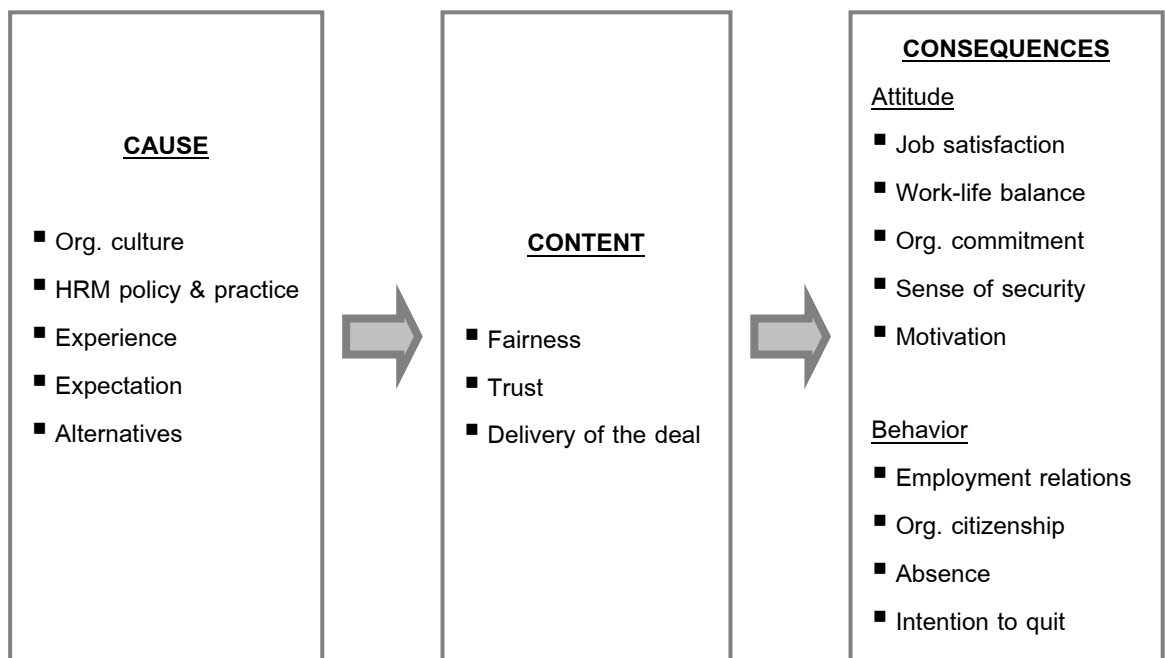 CAUSE
■ Org. culture
■ HRM policy & practice
■ Experience
■ Expectation
■ Alternatives
CONTENT
■ Fairness
■ Trust
■ Delivery of the deal
CONSEQUENCES
Attitude
■ Job satisfaction
■ Work-life balance
■ Org. commitment
■ Sense of security
■ Motivation
Behavior
■ Employment relations
■ Org. citizenship
■ Absence
■ Intention to quit